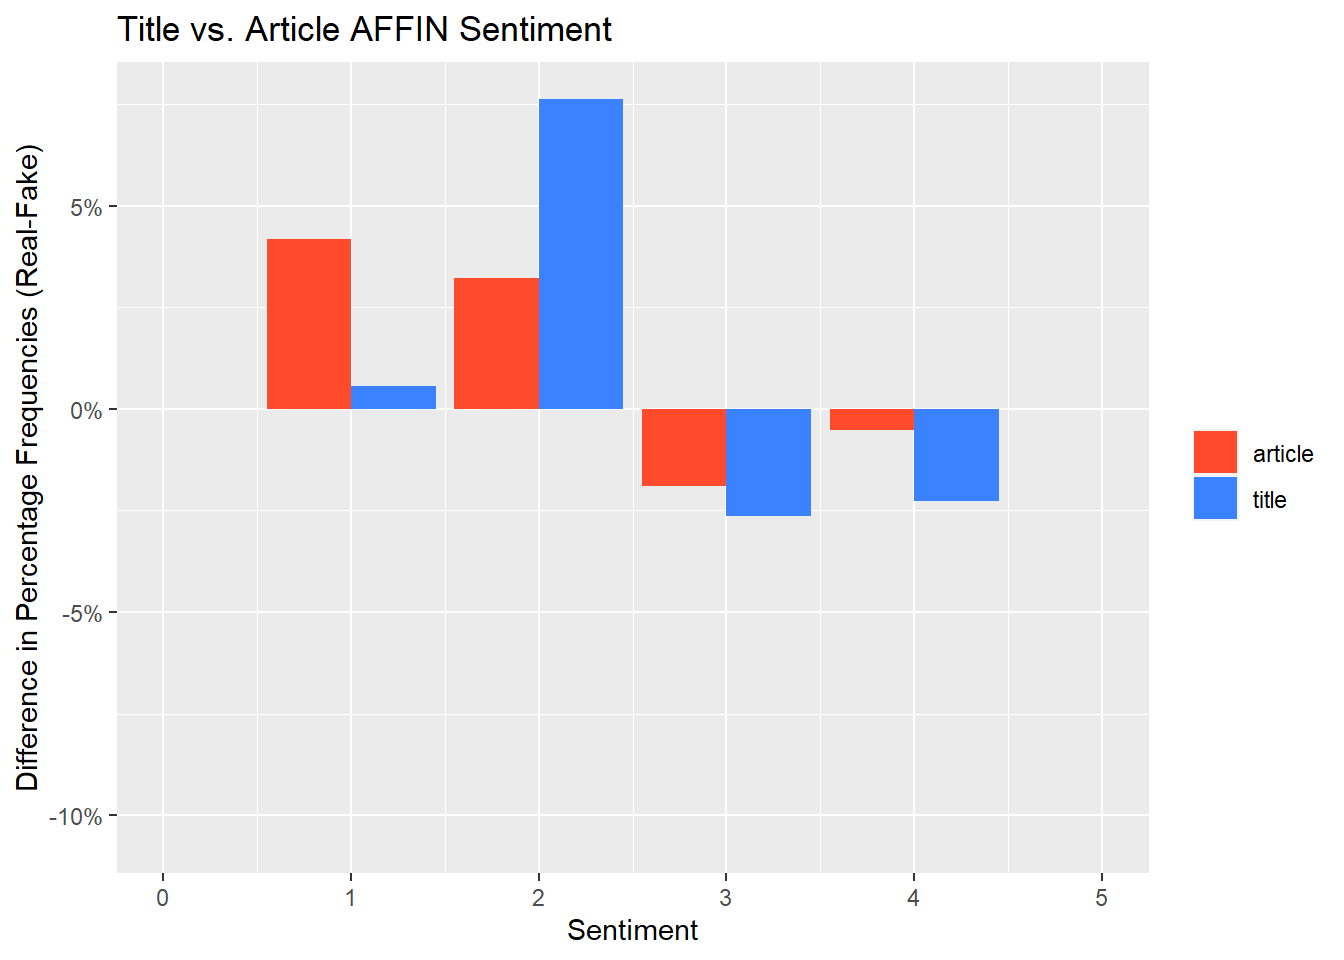 Title vs. Article AFFIN Sentiment
Difference in Percentage Frequencies (Real-Fake)
5%
0%
-5%
-10%
0 1 2 3 4 5
Sentiment
article
title